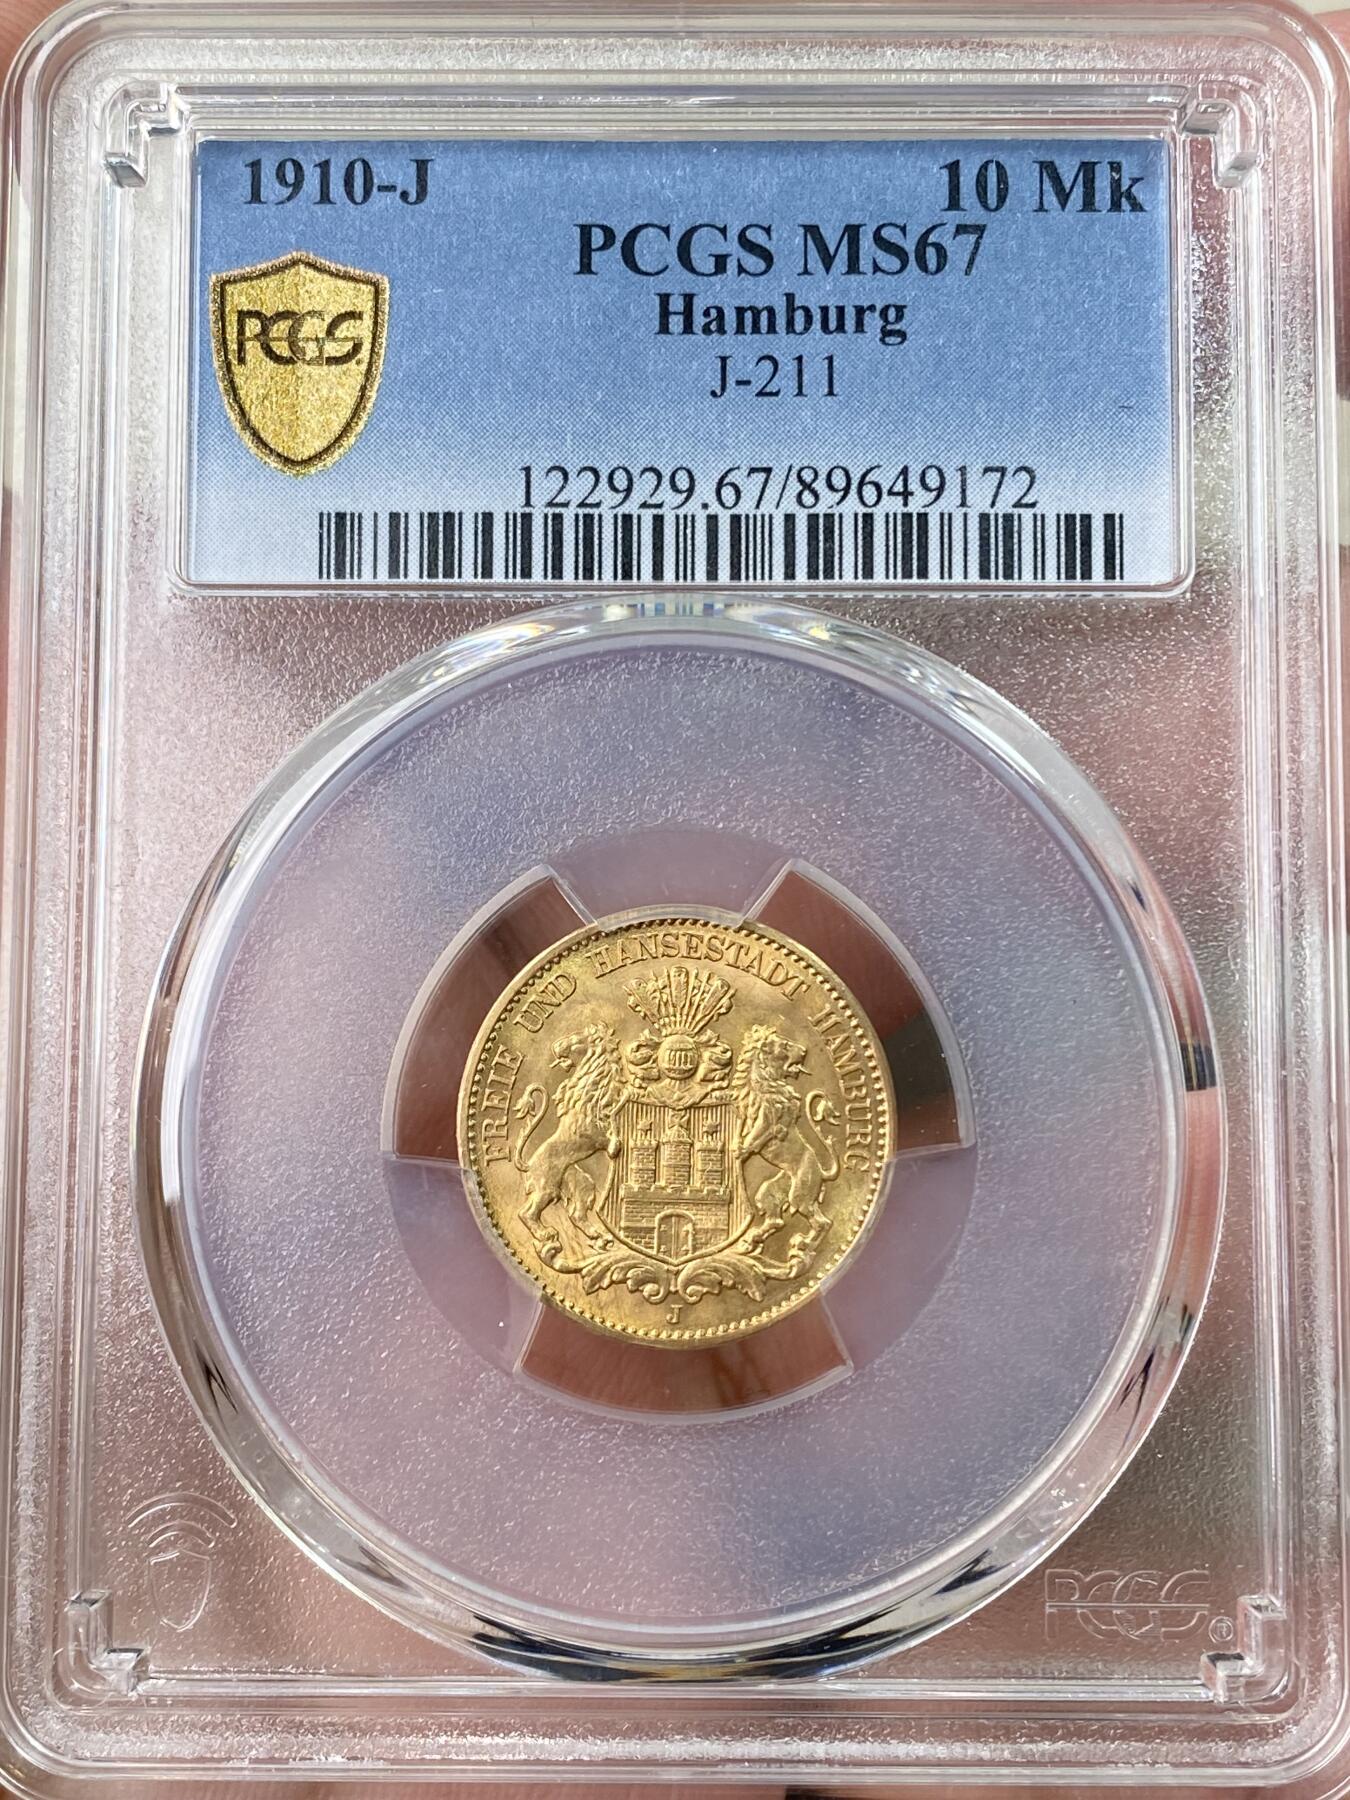 1910-J
10 Mk
PCGS MS67
Hamburg
J-211
PCGS
122929.67/89649172
FREIE UND HANSESTADT HAMBURG
J
PCGS